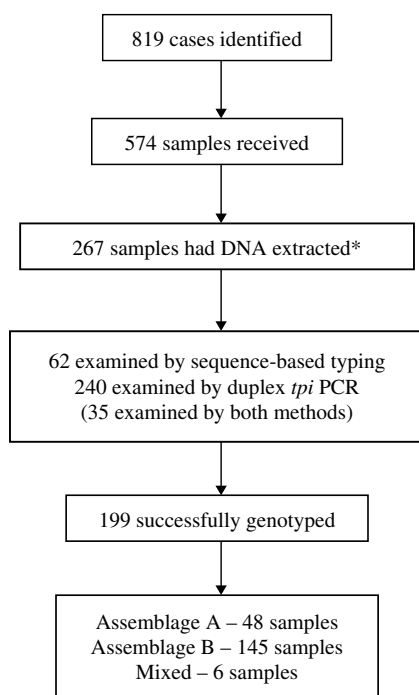 819 cases identified
574 samples received
267 samples had DNA extracted*
62 examined by sequence-based typing
240 examined by duplex tpi PCR
(35 examined by both methods)
199 successfully genotyped
Assemblage A – 48 samples
Assemblage B – 145 samples
Mixed – 6 samples